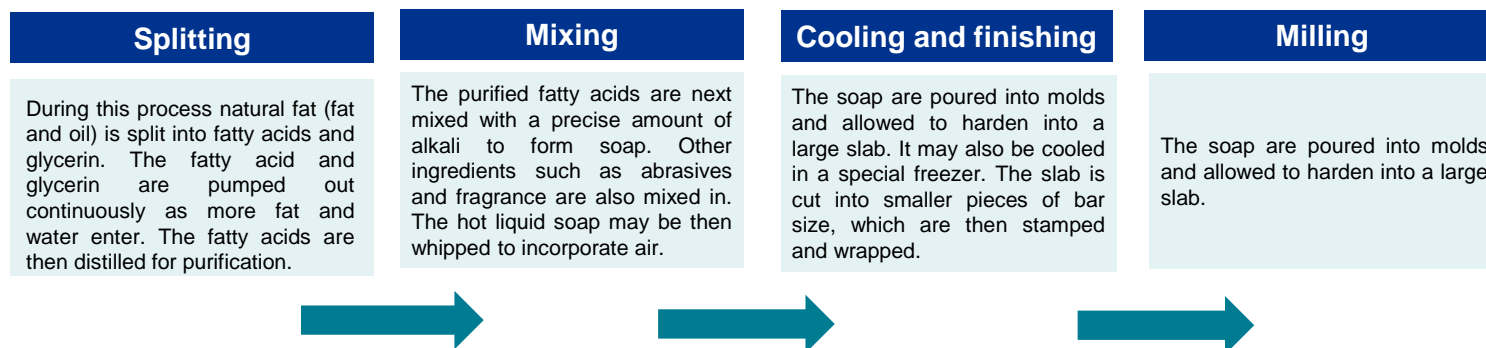 Splitting
During this process natural fat (fat
and oil) is split into fatty acids and
glycerin. The fatty acid and
glycerin are pumped out
continuously as more fat and
water enter. The fatty acids are
then distilled for purification.
Mixing
The purified fatty acids are next
mixed with a precise amount of
alkali to form soap. Other
ingredients such as abrasives
and fragrance are also mixed in.
The hot liquid soap may be then
whipped to incorporate air.
Cooling and finishing
The soap are poured into molds
and allowed to harden into a
large slab. It may also be cooled
in a special freezer. The slab is
cut into smaller pieces of bar
size, which are then stamped
and wrapped.
Milling
The soap are poured into molds
and allowed to harden into a large
slab.